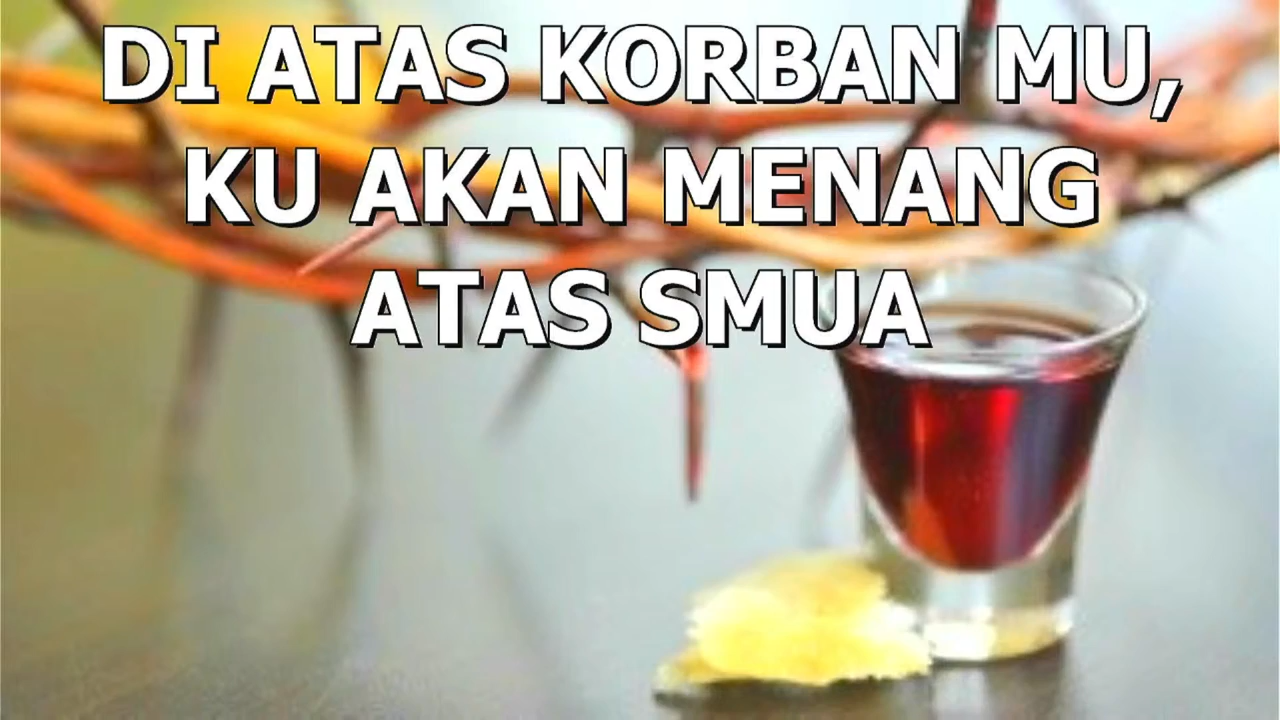 DI ATAS KORBAN MU,
KU AKAN MENANG
ATAS SMUA